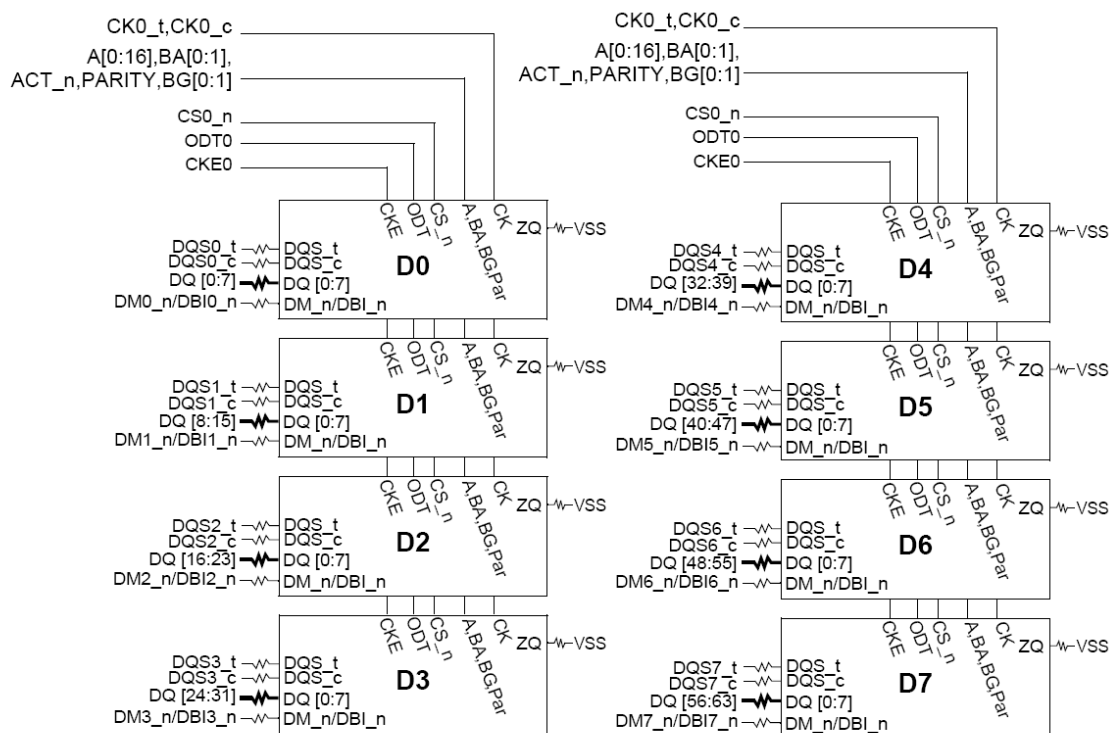 CK0_t,CK0_c
A[0:16],BA[0:1],
ACT_n,PARITY,BG[0:1]
CS0_n
ODT0
CKE0
CKE
ODT
CS_n
A,BA,BG,Par
CK
ZQ
VSS
DQS0_t
DQS0_c
DQ [0:7]
DM0_n/DBI0_n
DQS_t
DQS_c
DQ [0:7]
DM_n/DBI_n
D0
CKE
ODT
CS_n
A,BA,BG,Par
CK
ZQ
VSS
DQS1_t
DQS1_c
DQ [8:15]
DM1_n/DBI1_n
DQS_t
DQS_c
DQ [0:7]
DM_n/DBI_n
D1
CKE
ODT
CS_n
A,BA,BG,Par
CK
ZQ
VSS
DQS2_t
DQS2_c
DQ [16:23]
DM2_n/DBI2_n
DQS_t
DQS_c
DQ [0:7]
DM_n/DBI_n
D2
CKE
ODT
CS_n
A,BA,BG,Par
CK
ZQ
VSS
DQS3_t
DQS3_c
DQ [24:31]
DM3_n/DBI3_n
DQS_t
DQS_c
DQ [0:7]
DM_n/DBI_n
D3
CK0_t,CK0_c
A[0:16],BA[0:1],
ACT_n,PARITY,BG[0:1]
CS0_n
ODT0
CKE0
CKE
ODT
CS_n
A,BA,BG,Par
CK
ZQ
VSS
DQS4_t
DQS4_c
DQ [32:39]
DM4_n/DBI4_n
DQS_t
DQS_c
DQ [0:7]
DM_n/DBI_n
D4
CKE
ODT
CS_n
A,BA,BG,Par
CK
ZQ
VSS
DQS5_t
DQS5_c
DQ [40:47]
DM5_n/DBI5_n
DQS_t
DQS_c
DQ [0:7]
DM_n/DBI_n
D5
CKE
ODT
CS_n
A,BA,BG,Par
CK
ZQ
VSS
DQS6_t
DQS6_c
DQ [48:55]
DM6_n/DBI6_n
DQS_t
DQS_c
DQ [0:7]
DM_n/DBI_n
D6
CKE
ODT
CS_n
A,BA,BG,Par
CK
ZQ
VSS
DQS7_t
DQS7_c
DQ [56:63]
DM7_n/DBI7_n
DQS_t
DQS_c
DQ [0:7]
DM_n/DBI_n
D7